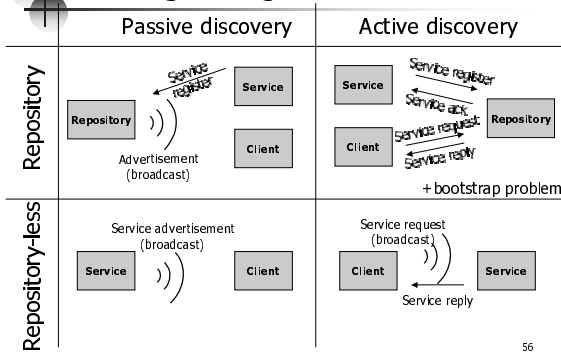 Passive discovery
Active discovery
Repository
Service
register
Service
Repository
Advertisement
(broadcast)
Client
Service
Service register
Service ack
Repository
Service request
Client
Service reply
+bootstrap problem
Repository-less
Service advertisement
(broadcast)
Service
Client
Service request
(broadcast)
Client
Service
Service reply
56